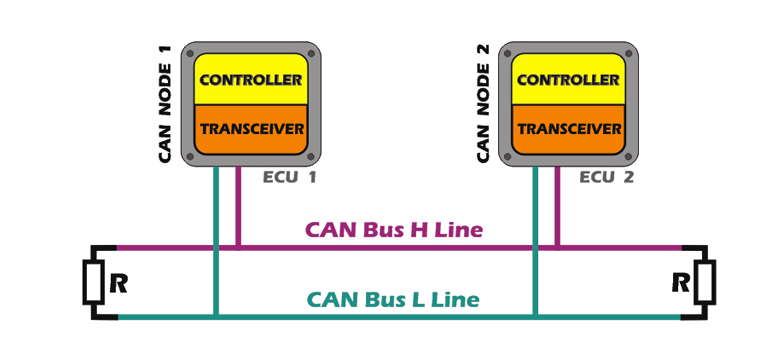 CAN NODE 1
CONTROLLER
TRANSCEIVER
ECU 1
CAN NODE 2
CONTROLLER
TRANSCEIVER
ECU 2
CAN Bus H Line
R
R
CAN Bus L Line